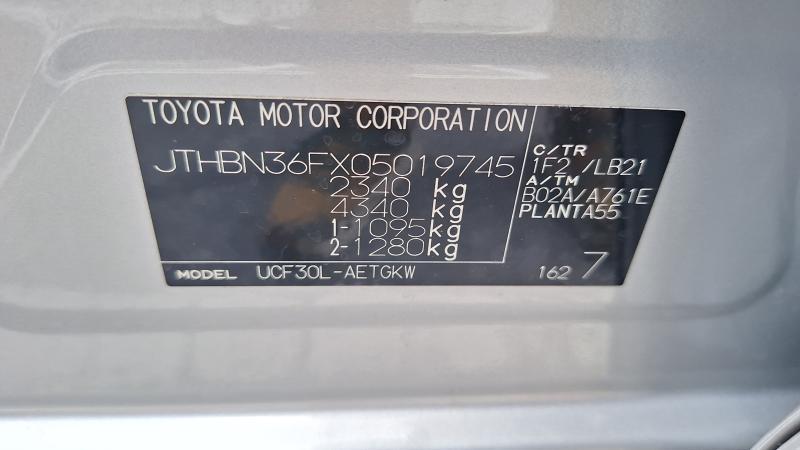 TOYOTA MOTOR CORPORATION
JTHBN36FX05019745
2340 kg
4340 kg
1-1095kg
2-1280kg
MODEL UCF30L-AETGKW
C/TR
1F2 /LB21
A/TM
B02A/A761E
PLANTA55
162 7